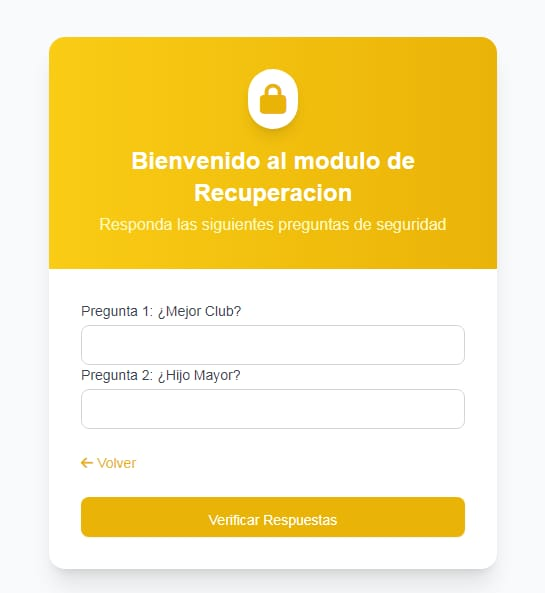 Bienvenido al modulo de
Recuperacion
Responda las siguientes preguntas de seguridad
Pregunta 1: ¿Mejor Club?
Pregunta 2: ¿Hijo Mayor?
Volver
Verificar Respuestas